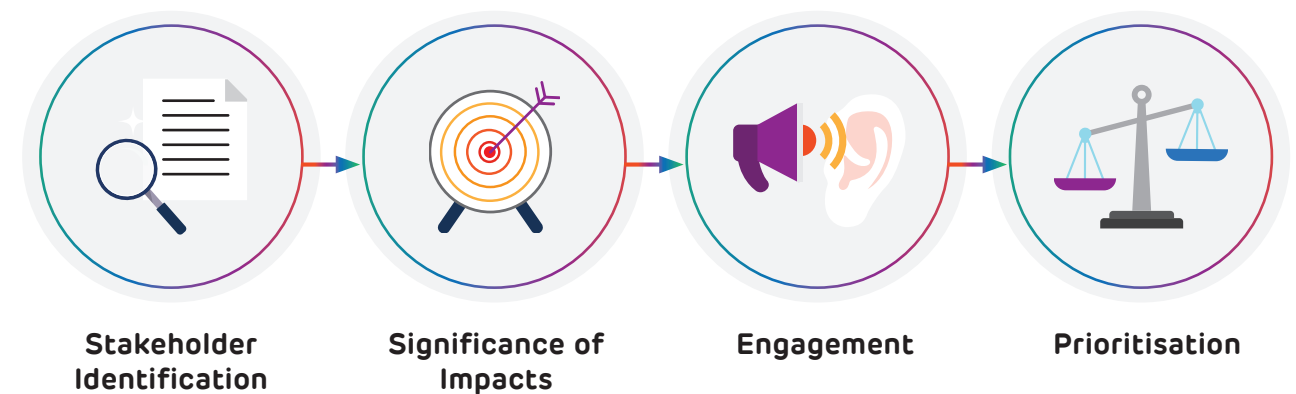 Stakeholder
Identification
Significance of
Impacts
Engagement
Prioritisation